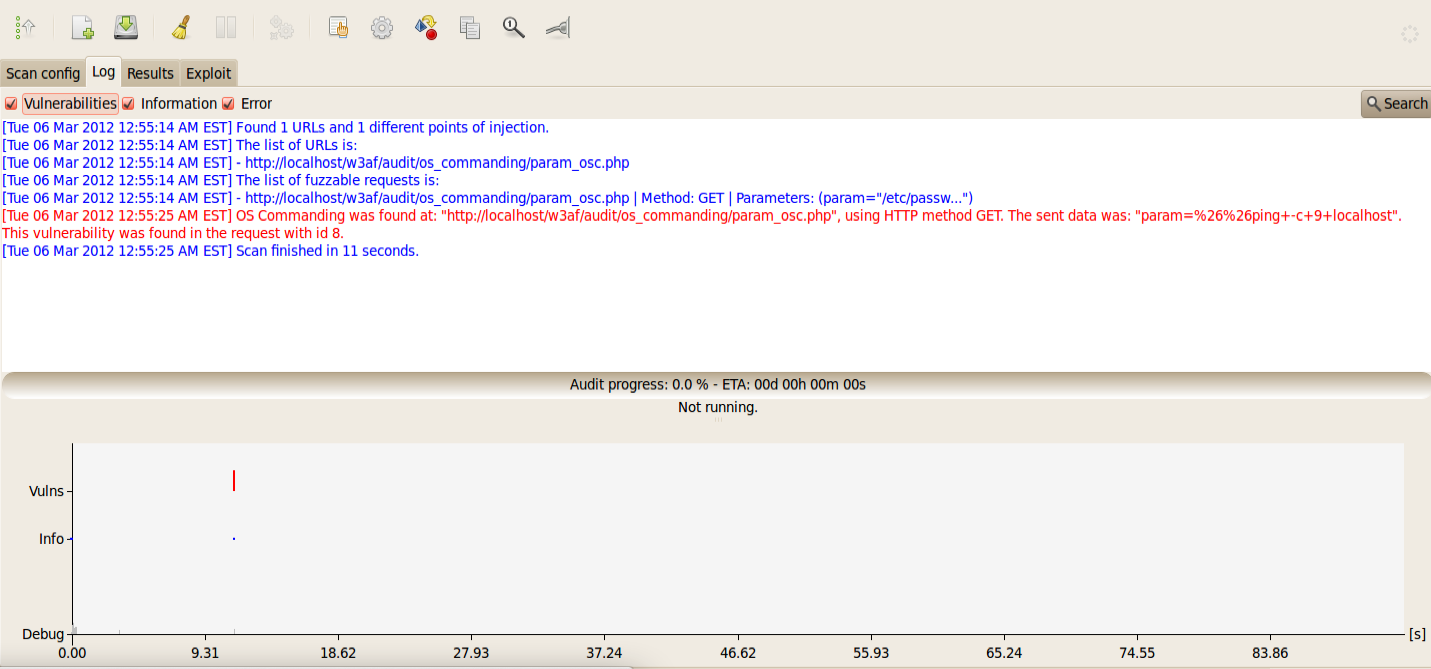 Scan config Log Results Exploit
Vulnerabilities Information Error Search
[Tue 06 Mar 2012 12:55:14 AM EST] Found 1 URLs and 1 different points of injection.
[Tue 06 Mar 2012 12:55:14 AM EST] The list of URLs is:
[Tue 06 Mar 2012 12:55:14 AM EST] - http://localhost/w3af/audit/os_commanding/param_osc.php
[Tue 06 Mar 2012 12:55:14 AM EST] The list of fuzzable requests is:
[Tue 06 Mar 2012 12:55:14 AM EST] - http://localhost/w3af/audit/os_commanding/param_osc.php | Method: GET | Parameters: (param="/etc/passw...")
[Tue 06 Mar 2012 12:55:25 AM EST] OS Commanding was found at: "http://localhost/w3af/audit/os_commanding/param_osc.php", using HTTP method GET. The sent data was: "param=%26%26ping+-c+9+localhost".
This vulnerability was found in the request with id 8.
[Tue 06 Mar 2012 12:55:25 AM EST] Scan finished in 11 seconds.
Audit progress: 0.0 % - ETA: 00d 00h 00m 00s
Not running.
Vulns
Info
Debug [s]
0.00 9.31 18.62 27.93 37.24 46.62 55.93 65.24 74.55 83.86